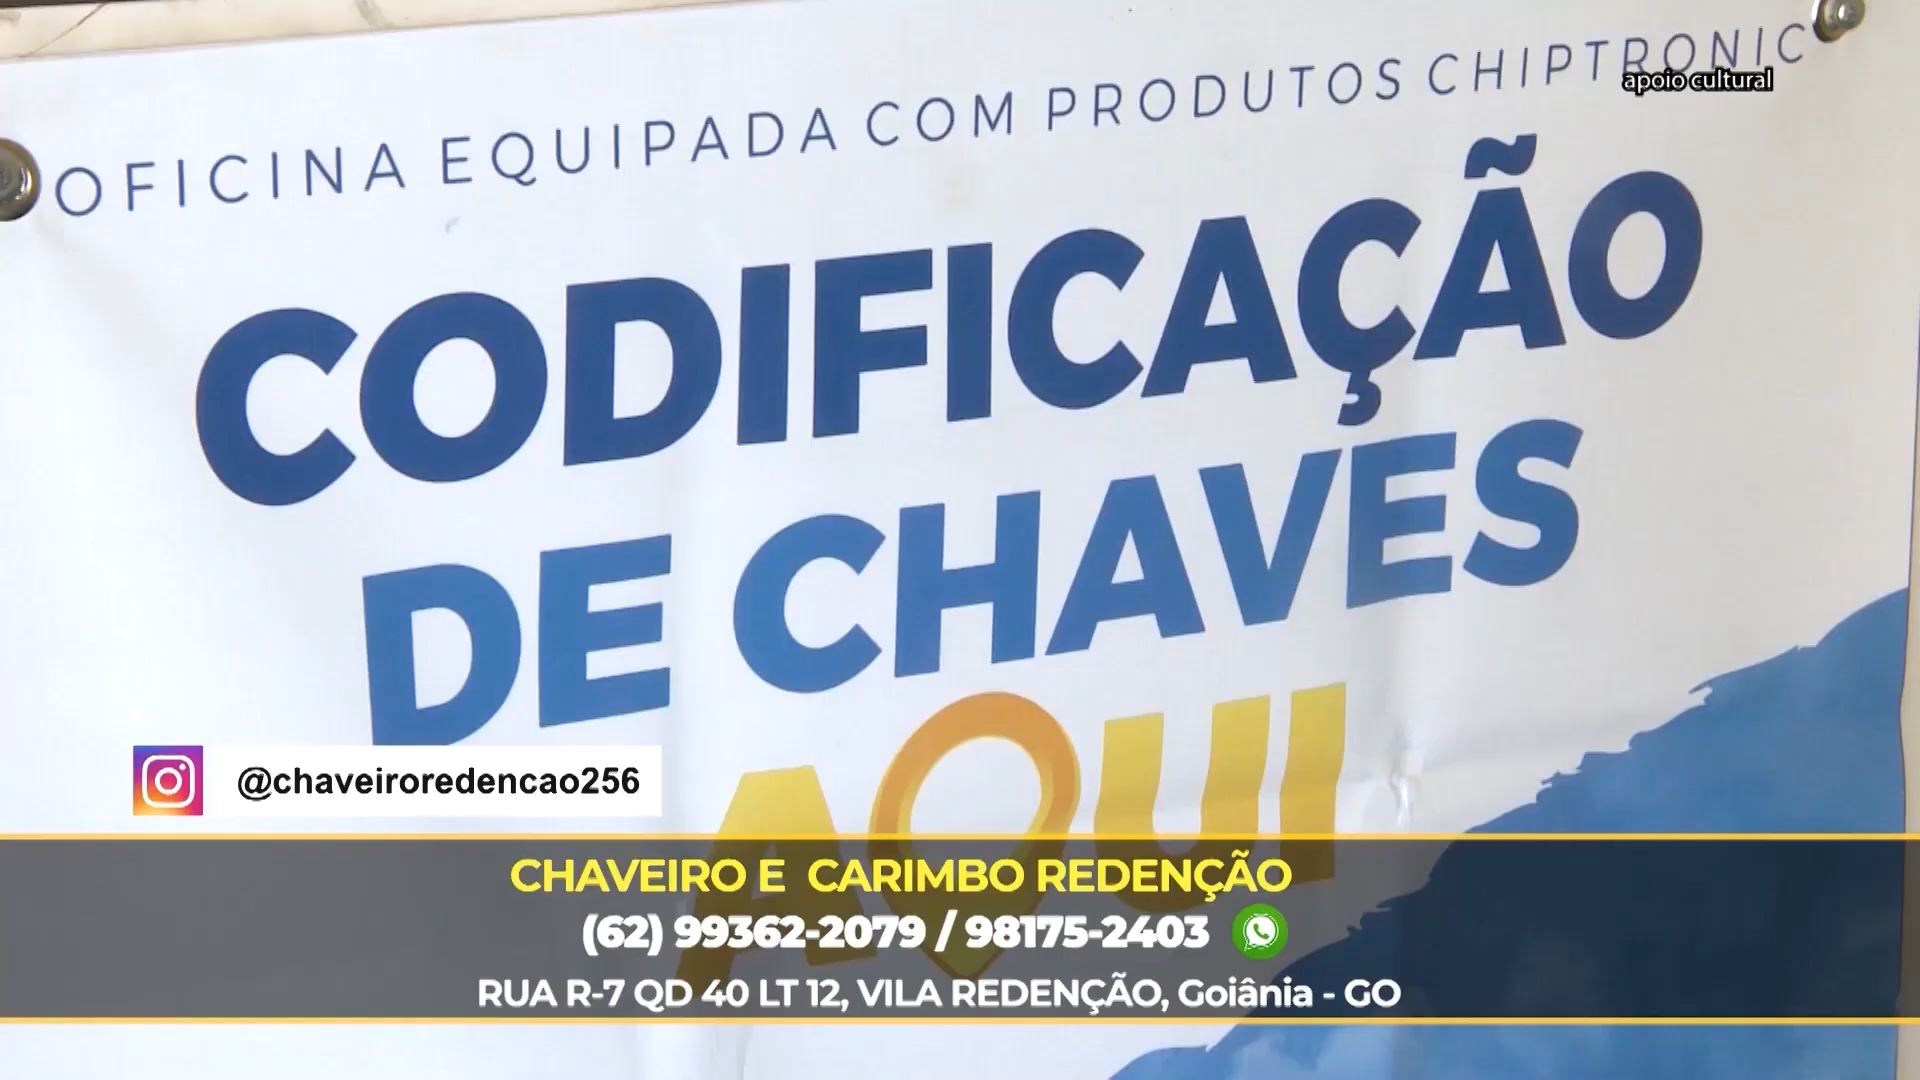 OFICINA EQUIPADA COM PRODUTOS CHIPTRONIC
apoio cultural
CODIFICAÇÃO
DE CHAVES
AQUI
@chaveiroredencao256
CHAVEIRO E CARIMBO REDENÇÃO
(62) 99362-2079 / 98175-2403
RUA R-7 QD 40 LT 12, VILA REDENÇÃO, Goiânia - GO